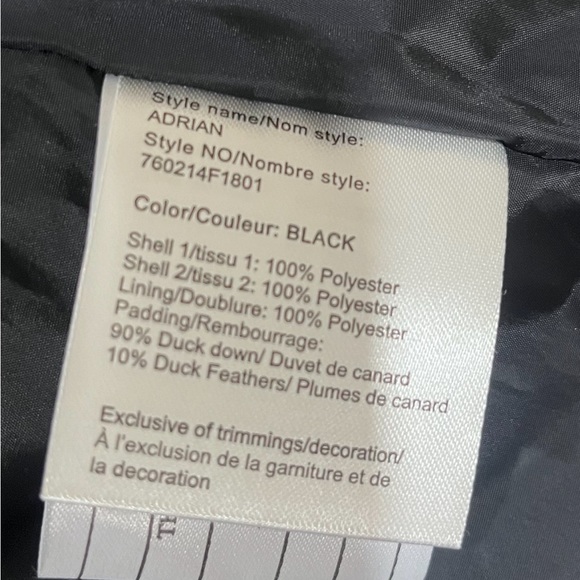 Style name/Nom style:
ADRIAN
Style NO/Nombre style:
760214F1801
Color/Couleur: BLACK
Shell 1/tissu 1: 100% Polyester
Shell 2/tissu 2: 100% Polyester
Lining/Doublure: 100% Polyester
Padding/Rembourrage:
90% Duck down/ Duvet de canard
10% Duck Feathers/ Plumes de canard
Exclusive of trimmings/decoration/
À l'exclusion de la garniture et de
la decoration